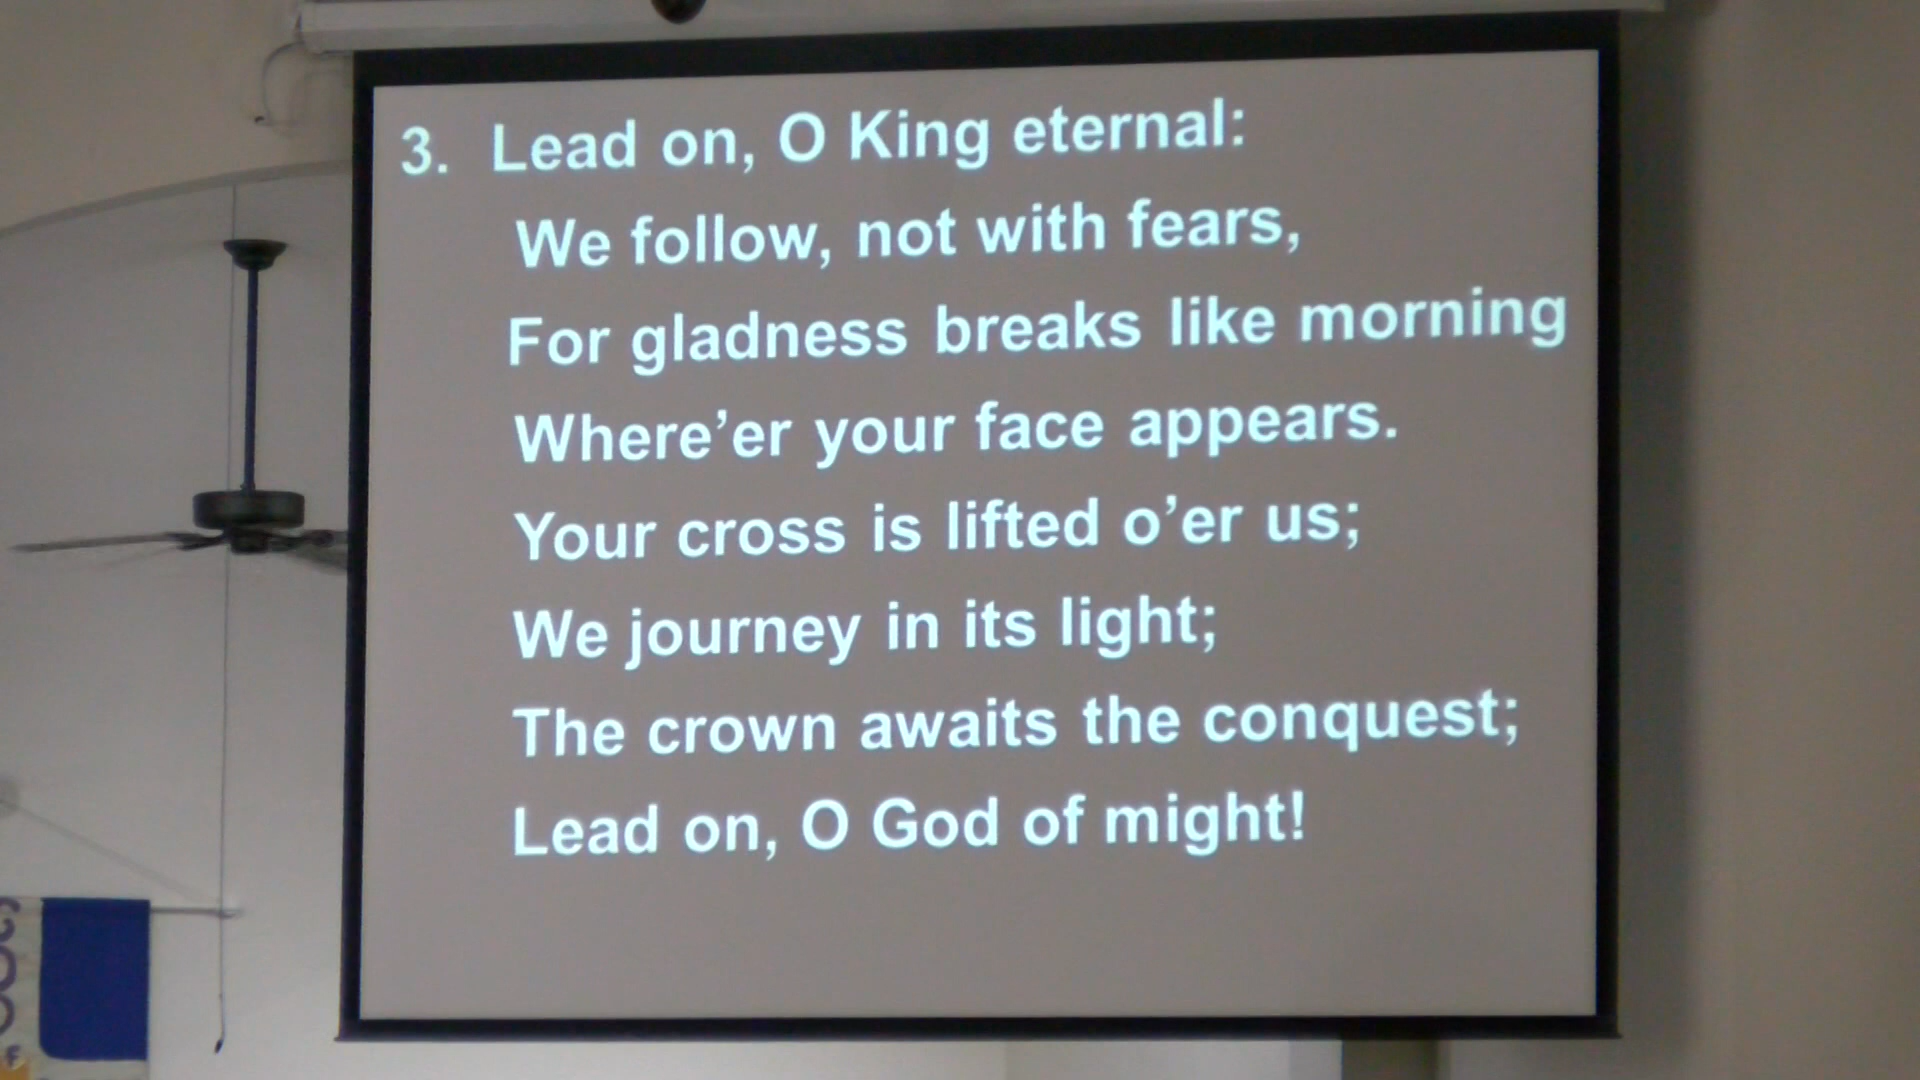 3. Lead on, O King eternal:
We follow, not with fears,
For gladness breaks like morning
Where’er your face appears.
Your cross is lifted o’er us;
We journey in its light;
The crown awaits the conquest;
Lead on, O God of might!